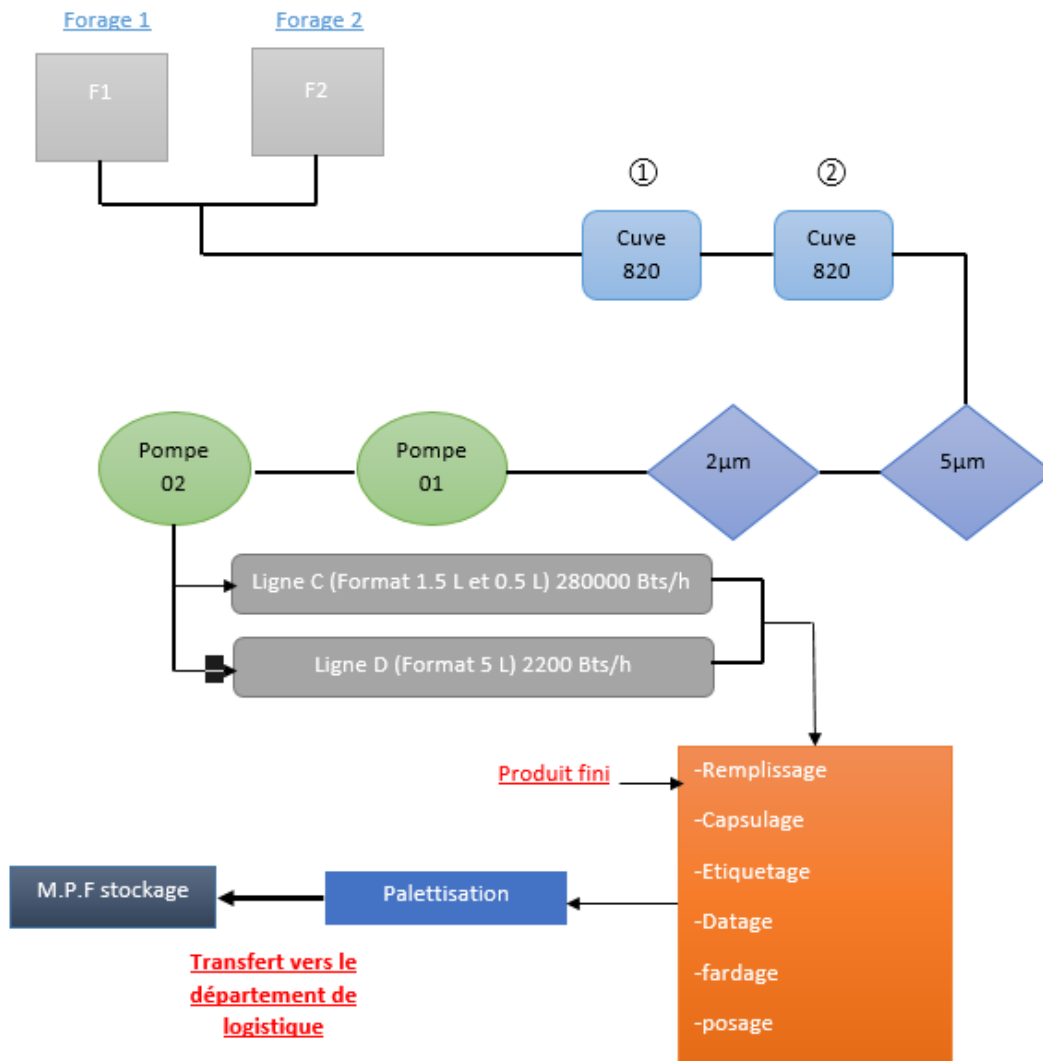 Forage 1
Forage 2
F1
F2
①
②
Cuve
820
Cuve
820
Pompe
02
Pompe
01
2µm
5µm
Ligne C (Format 1.5 L et 0.5 L) 280000 Bts/h
Ligne D (Format 5 L) 2200 Bts/h
Produit fini
-Remplissage
-Capsulage
-Etiquetage
-Datage
-fardage
-posage
Palettisation
M.P.F stockage
Transfert vers le
département de
logistique